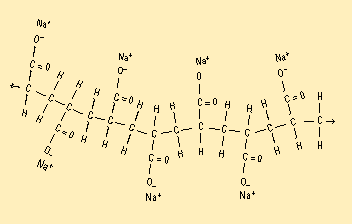 Na⁺ Na⁺ Na⁺ Na⁺
O⁻ O⁻ O O⁻
C=O H H C=O C=O C=O
C C C C C C C C C C C C C C
H H H H H H H H H H H H H H
C=O C=O C=O
O⁻ O⁻ O⁻
Na⁺ Na⁺ Na⁺